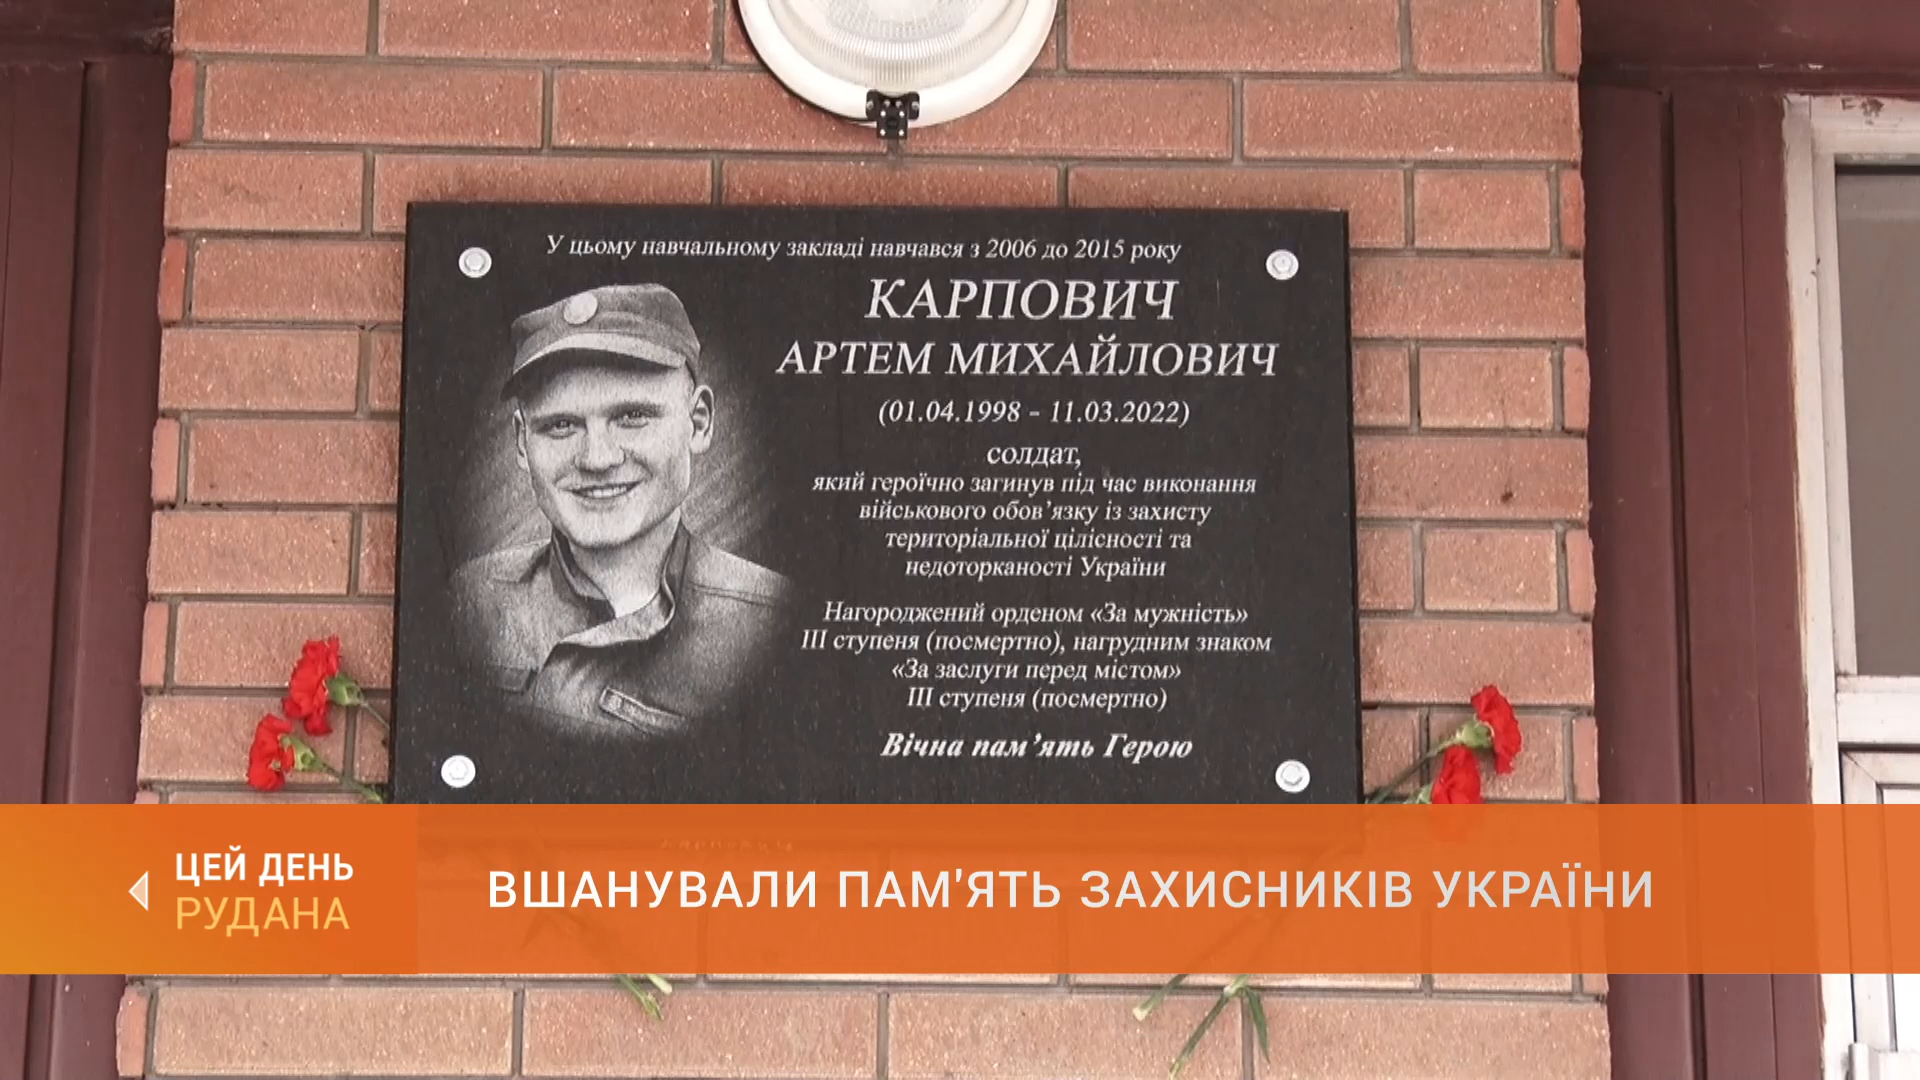 У цьому навчальному закладі навчався з 2006 до 2015 року
КАРПОВИЧ
АРТЕМ МИХАЙЛОВИЧ
(01.04.1998 - 11.03.2022)
солдат,
який героїчно загинув під час виконання
військового обов’язку із захисту
територіальної цілісності та
недоторканості України
Нагороджений орденом «За мужність»
ІІІ ступеня (посмертно), нагрудним знаком
«За заслуги перед містом»
ІІІ ступеня (посмертно)
Вічна пам’ять Герою
ЦЕЙ ДЕНЬ
РУДАНА
ВШАНУВАЛИ ПАМ'ЯТЬ ЗАХИСНИКІВ УКРАЇНИ